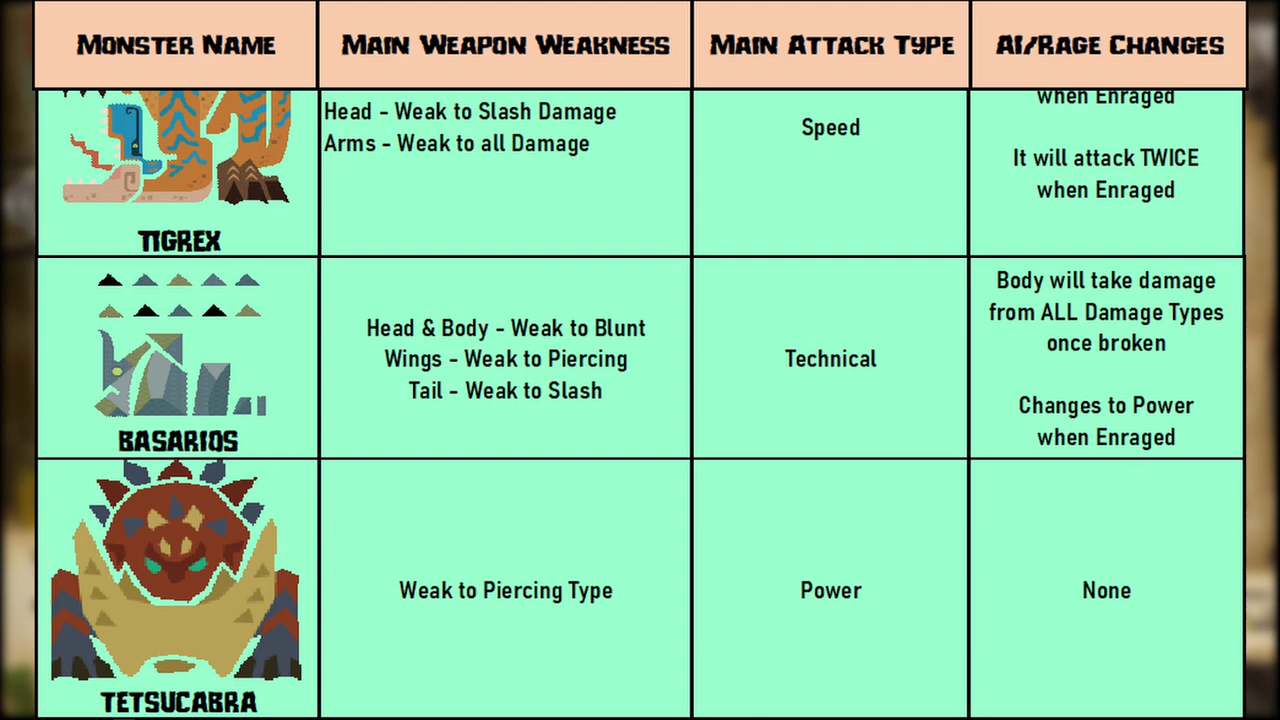 MONSTER NAME
MAIN WEAPON WEAKNESS
MAIN ATTACK TYPE
AI/RAGE CHANGES
Head - Weak to Slash Damage
Arms - Weak to all Damage
Speed
when Enraged
It will attack TWICE
when Enraged
TIGREX
Head & Body - Weak to Blunt
Wings - Weak to Piercing
Tail - Weak to Slash
Technical
Body will take damage
from ALL Damage Types
once broken
Changes to Power
when Enraged
BASARIOS
Weak to Piercing Type
Power
None
TETSUCABRA